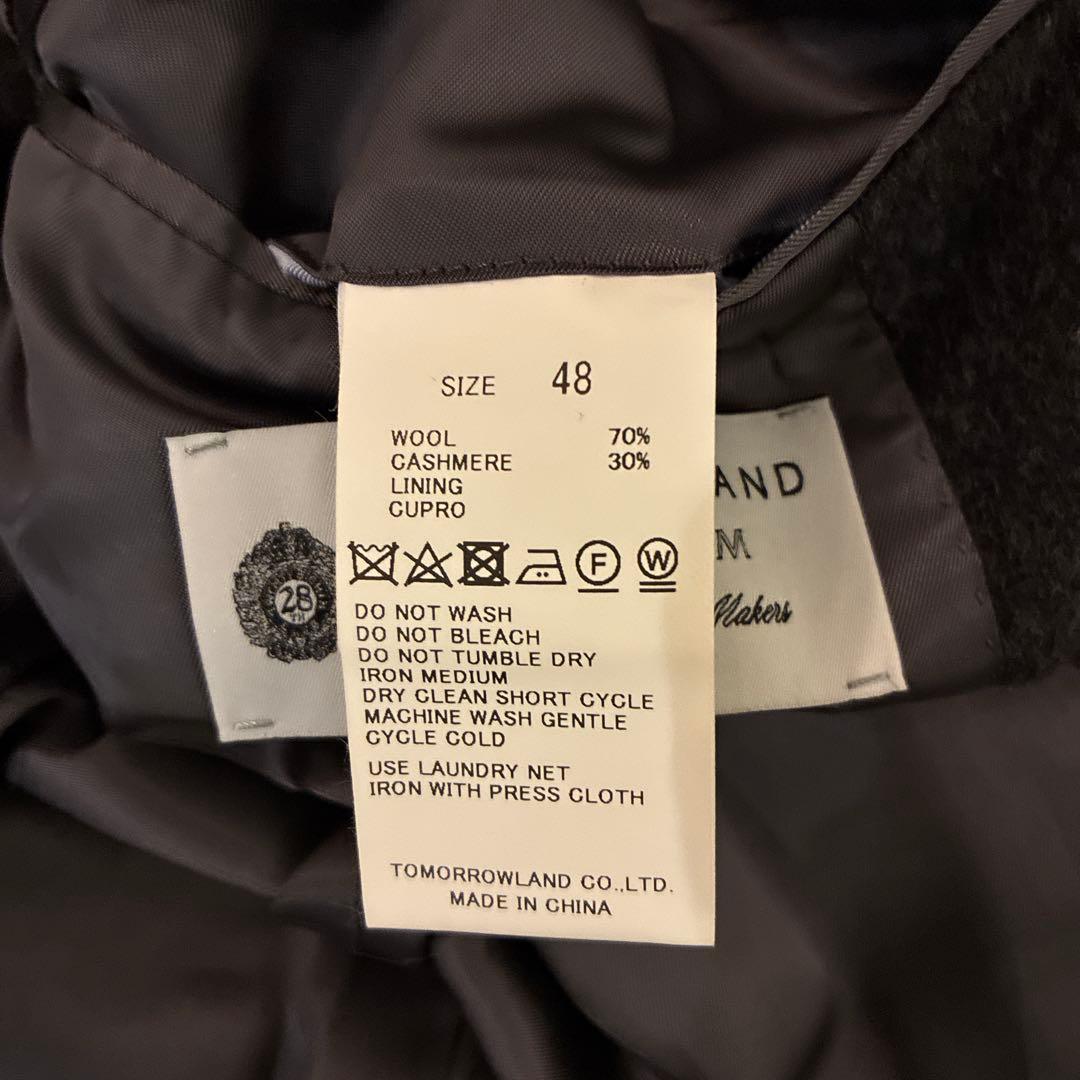 SIZE 48
WOOL 70%
CASHMERE 30%
LINING
CUPRO
F W
DO NOT WASH
DO NOT BLEACH
DO NOT TUMBLE DRY
IRON MEDIUM
DRY CLEAN SHORT CYCLE
MACHINE WASH GENTLE
CYCLE COLD
USE LAUNDRY NET
IRON WITH PRESS CLOTH
TOMORROWLAND CO.,LTD.
MADE IN CHINA
28
TH
AND
M
Makers